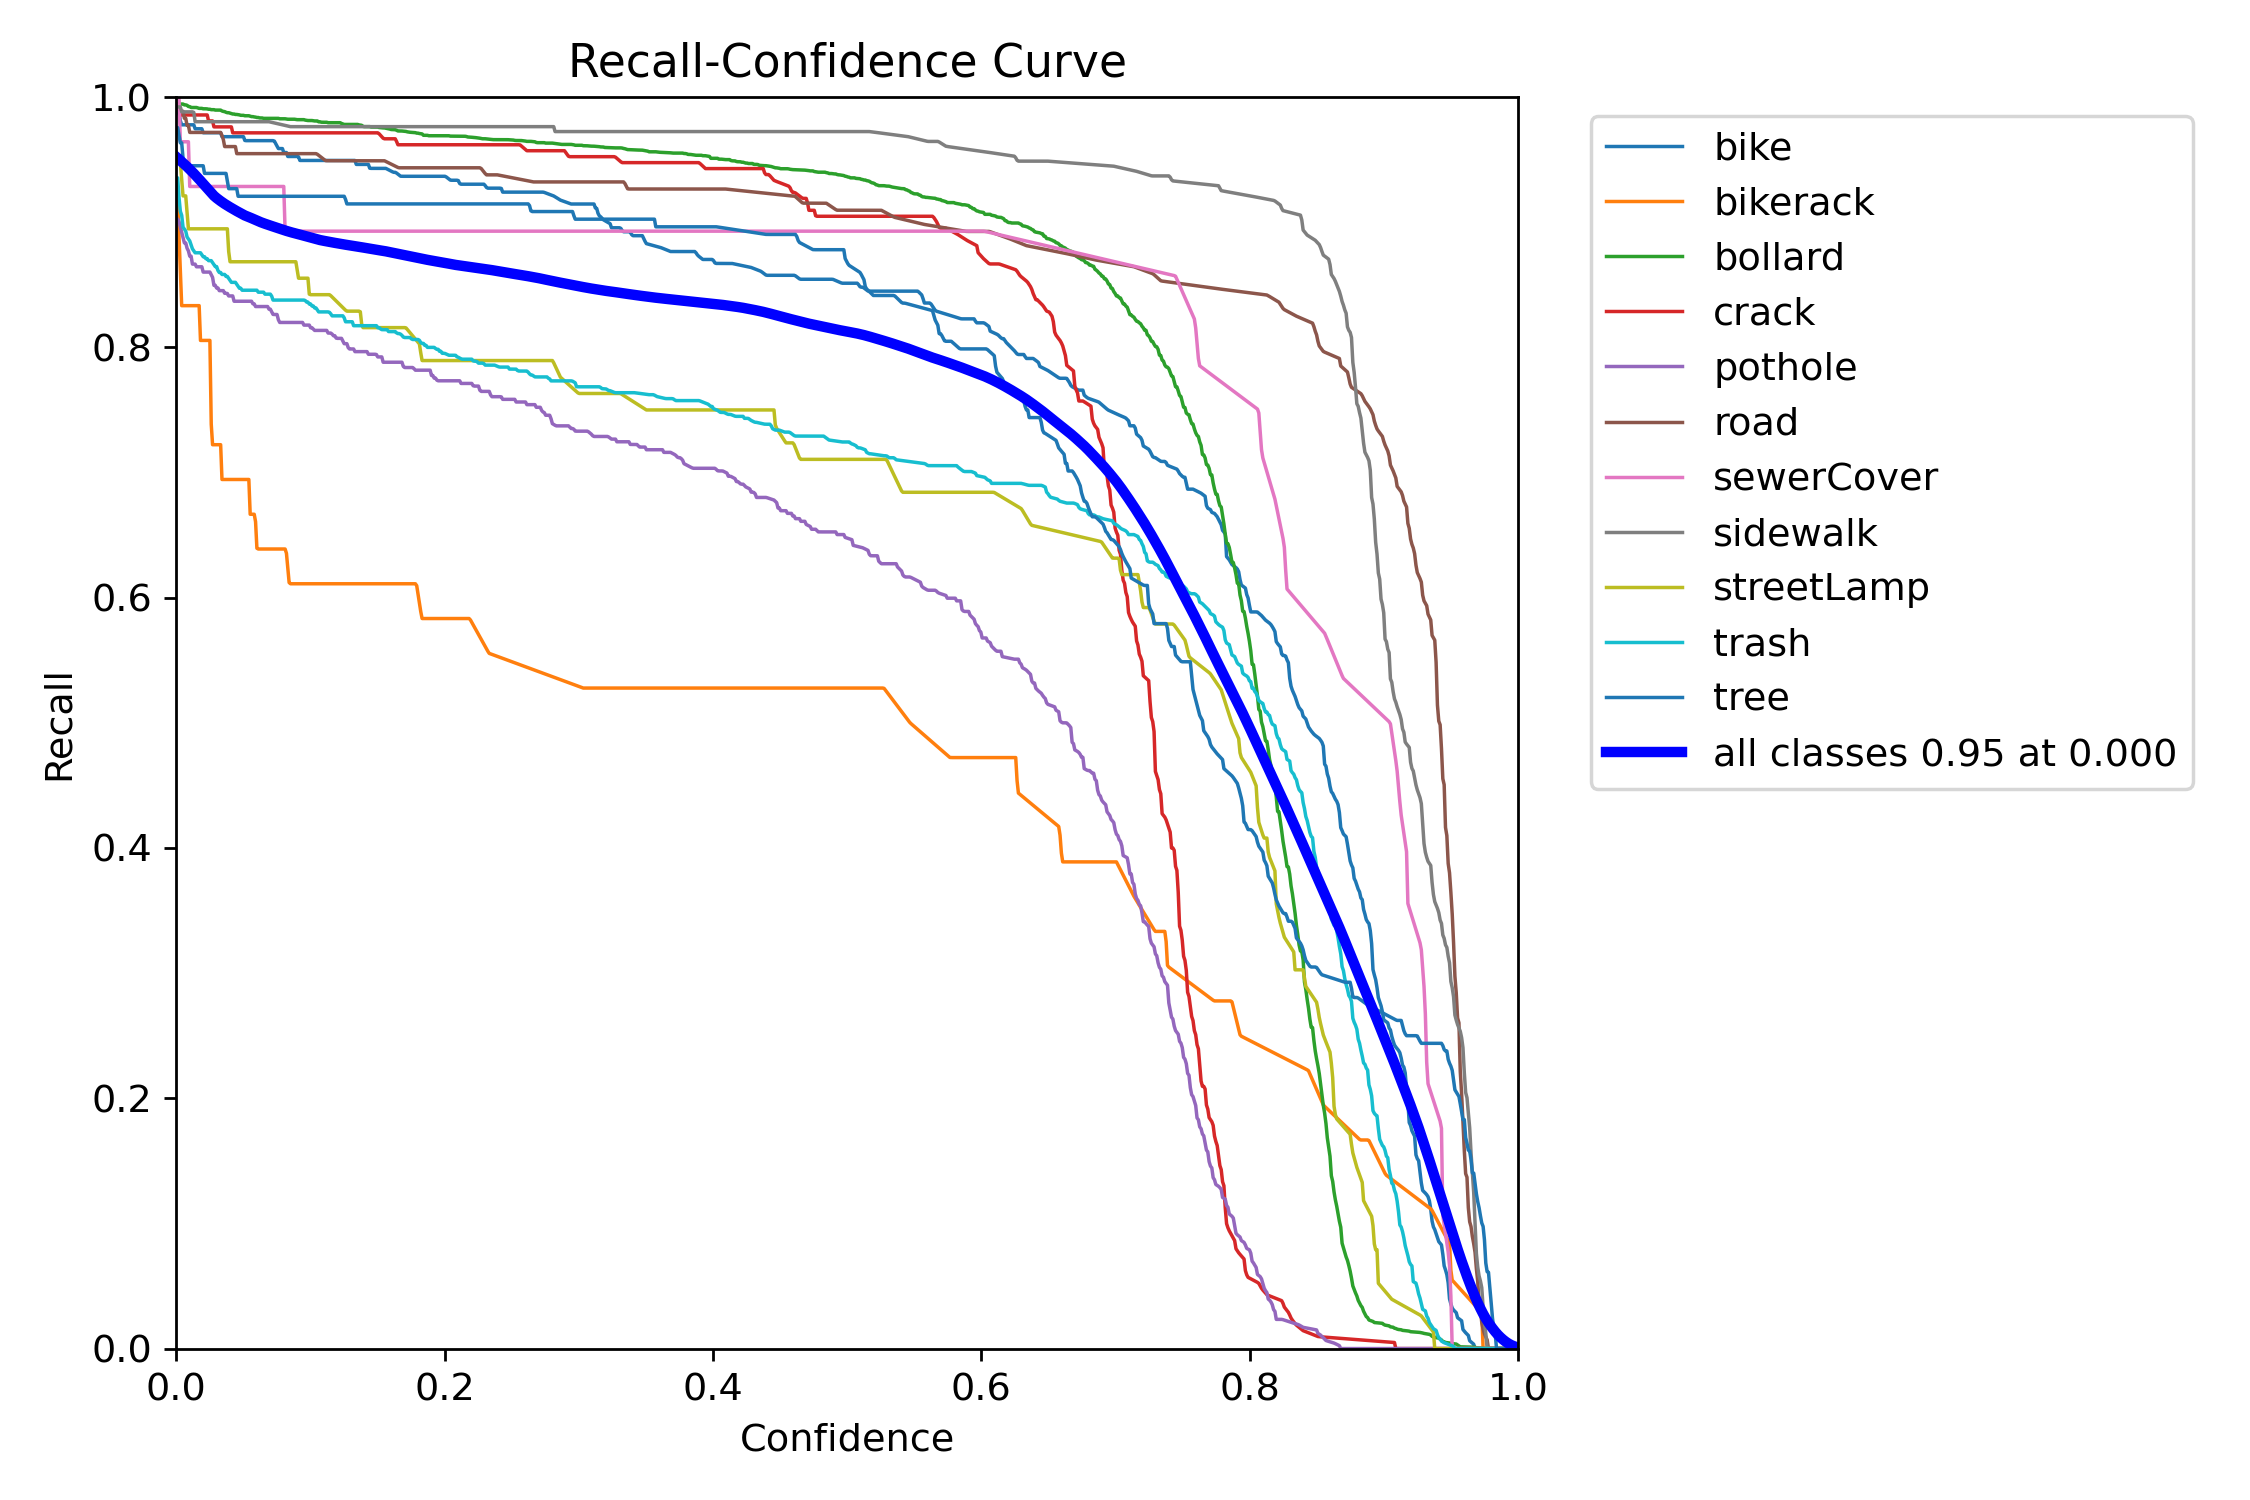 Recall-Confidence Curve
1.0
0.8
0.6
0.4
0.2
0.0
Recall
0.0 0.2 0.4 0.6 0.8 1.0
Confidence
bike
bikerack
bollard
crack
pothole
road
sewerCover
sidewalk
streetLamp
trash
tree
all classes 0.95 at 0.000